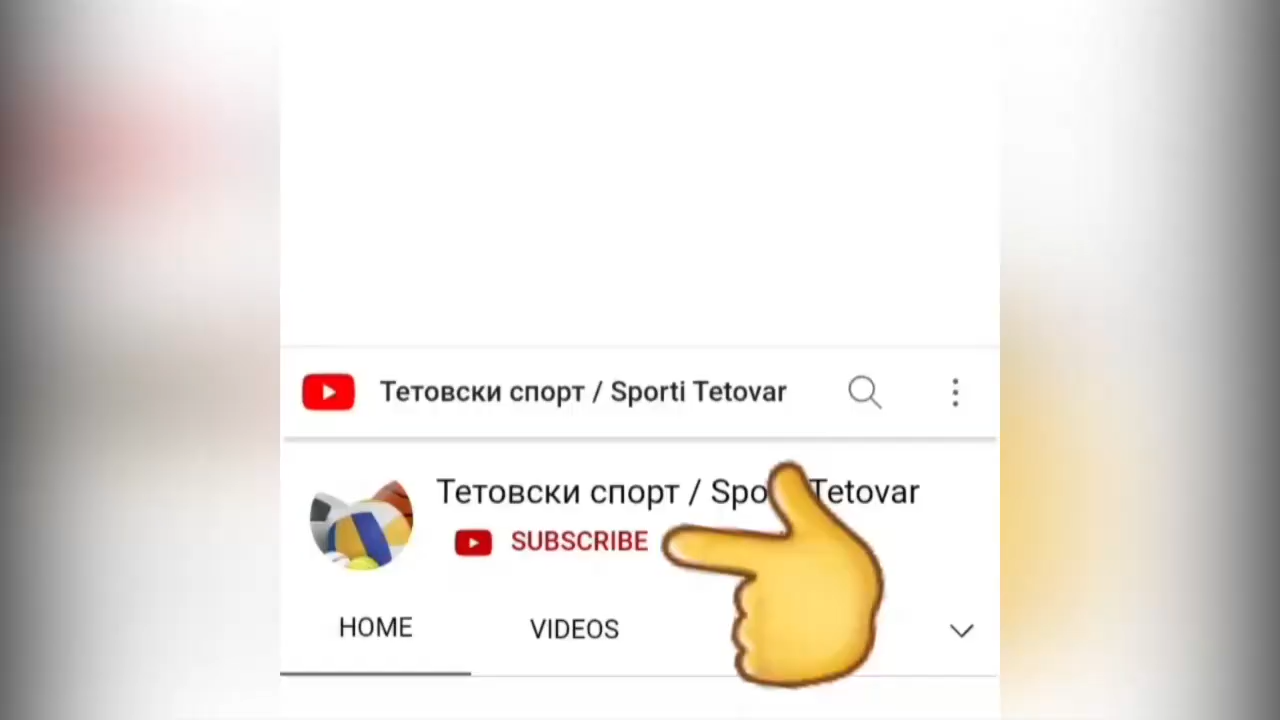 Тетовски спорт / Sporti Tetovar
Тетовски спорт / Spo Tetovar
SUBSCRIBE
HOME
VIDEOS